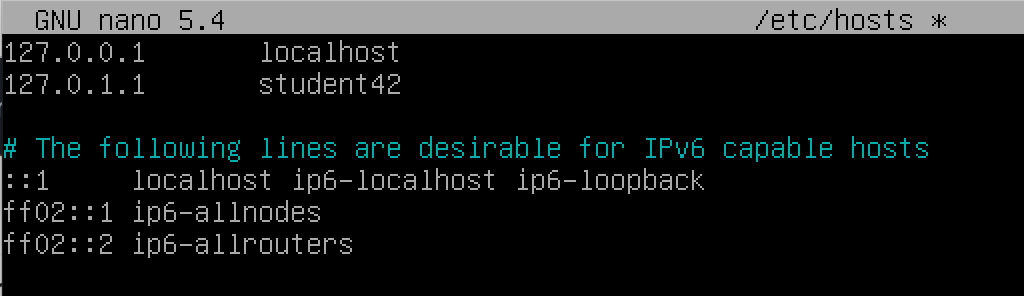 GNU nano 5.4 /etc/hosts *
127.0.0.1 localhost
127.0.1.1 student42
# The following lines are desirable for IPv6 capable hosts
::1 localhost ip6-localhost ip6-loopback
ff02::1 ip6-allnodes
ff02::2 ip6-allrouters